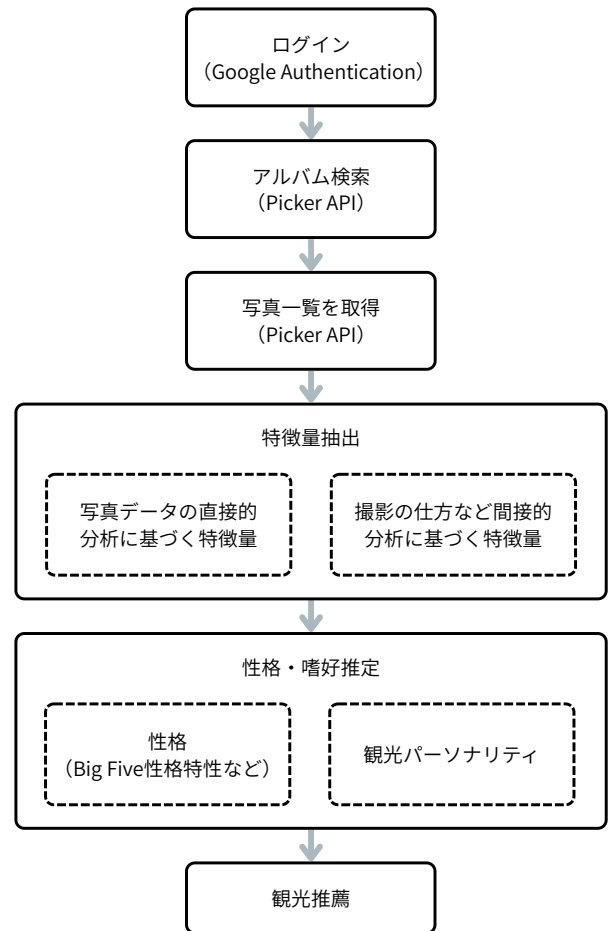 ログイン
（Google Authentication）
アルバム検索
（Picker API）
写真一覧を取得
（Picker API）
特徴量抽出
写真データの直接的
分析に基づく特徴量
撮影の仕方など間接的
分析に基づく特徴量
性格・嗜好推定
性格
（Big Five性格特性など）
観光パーソナリティ
観光推薦